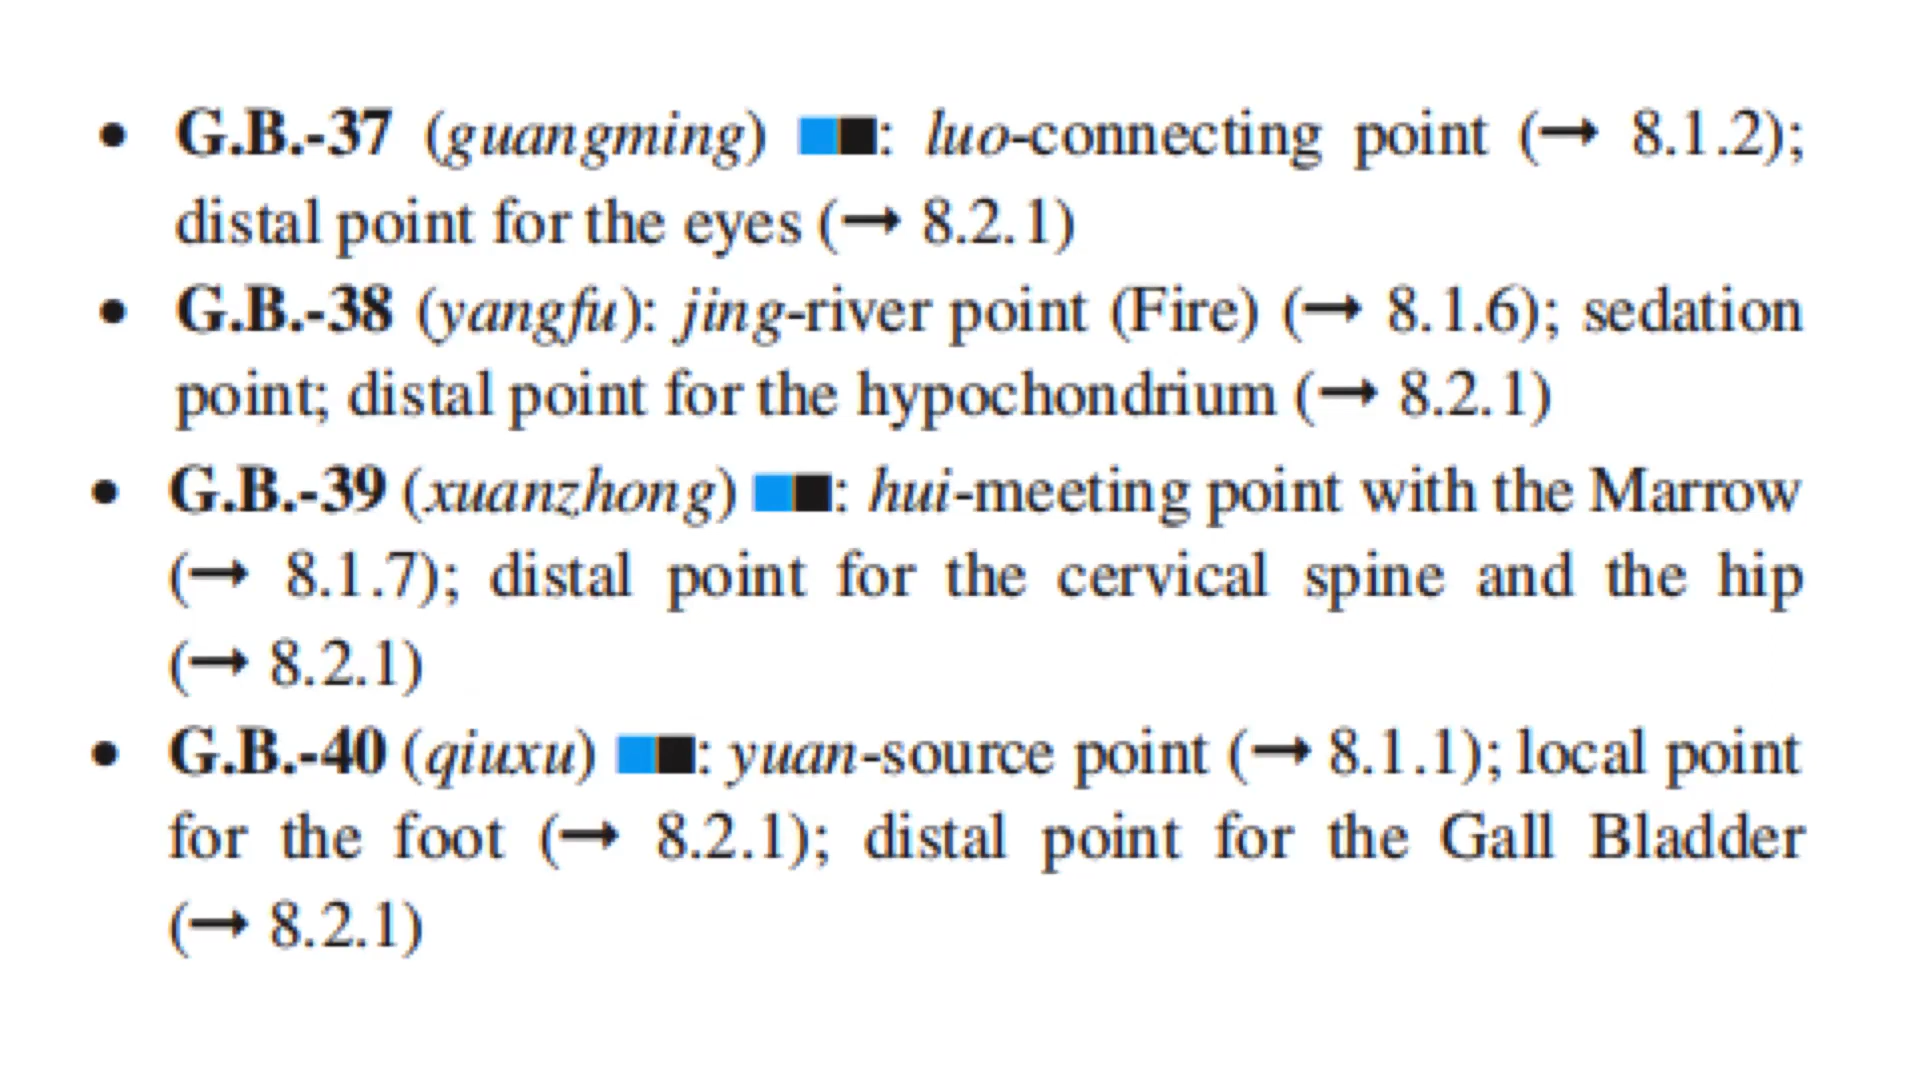 • G.B.-37 (guangming) ■■: luo-connecting point (→ 8.1.2);
distal point for the eyes (→ 8.2.1)
• G.B.-38 (yangfu): jing-river point (Fire) (→ 8.1.6); sedation
point; distal point for the hypochondrium (→ 8.2.1)
• G.B.-39 (xuanzhong) ■■: hui-meeting point with the Marrow
(→ 8.1.7); distal point for the cervical spine and the hip
(→ 8.2.1)
• G.B.-40 (qiuxu) ■■: yuan-source point (→ 8.1.1); local point
for the foot (→ 8.2.1); distal point for the Gall Bladder
(→ 8.2.1)